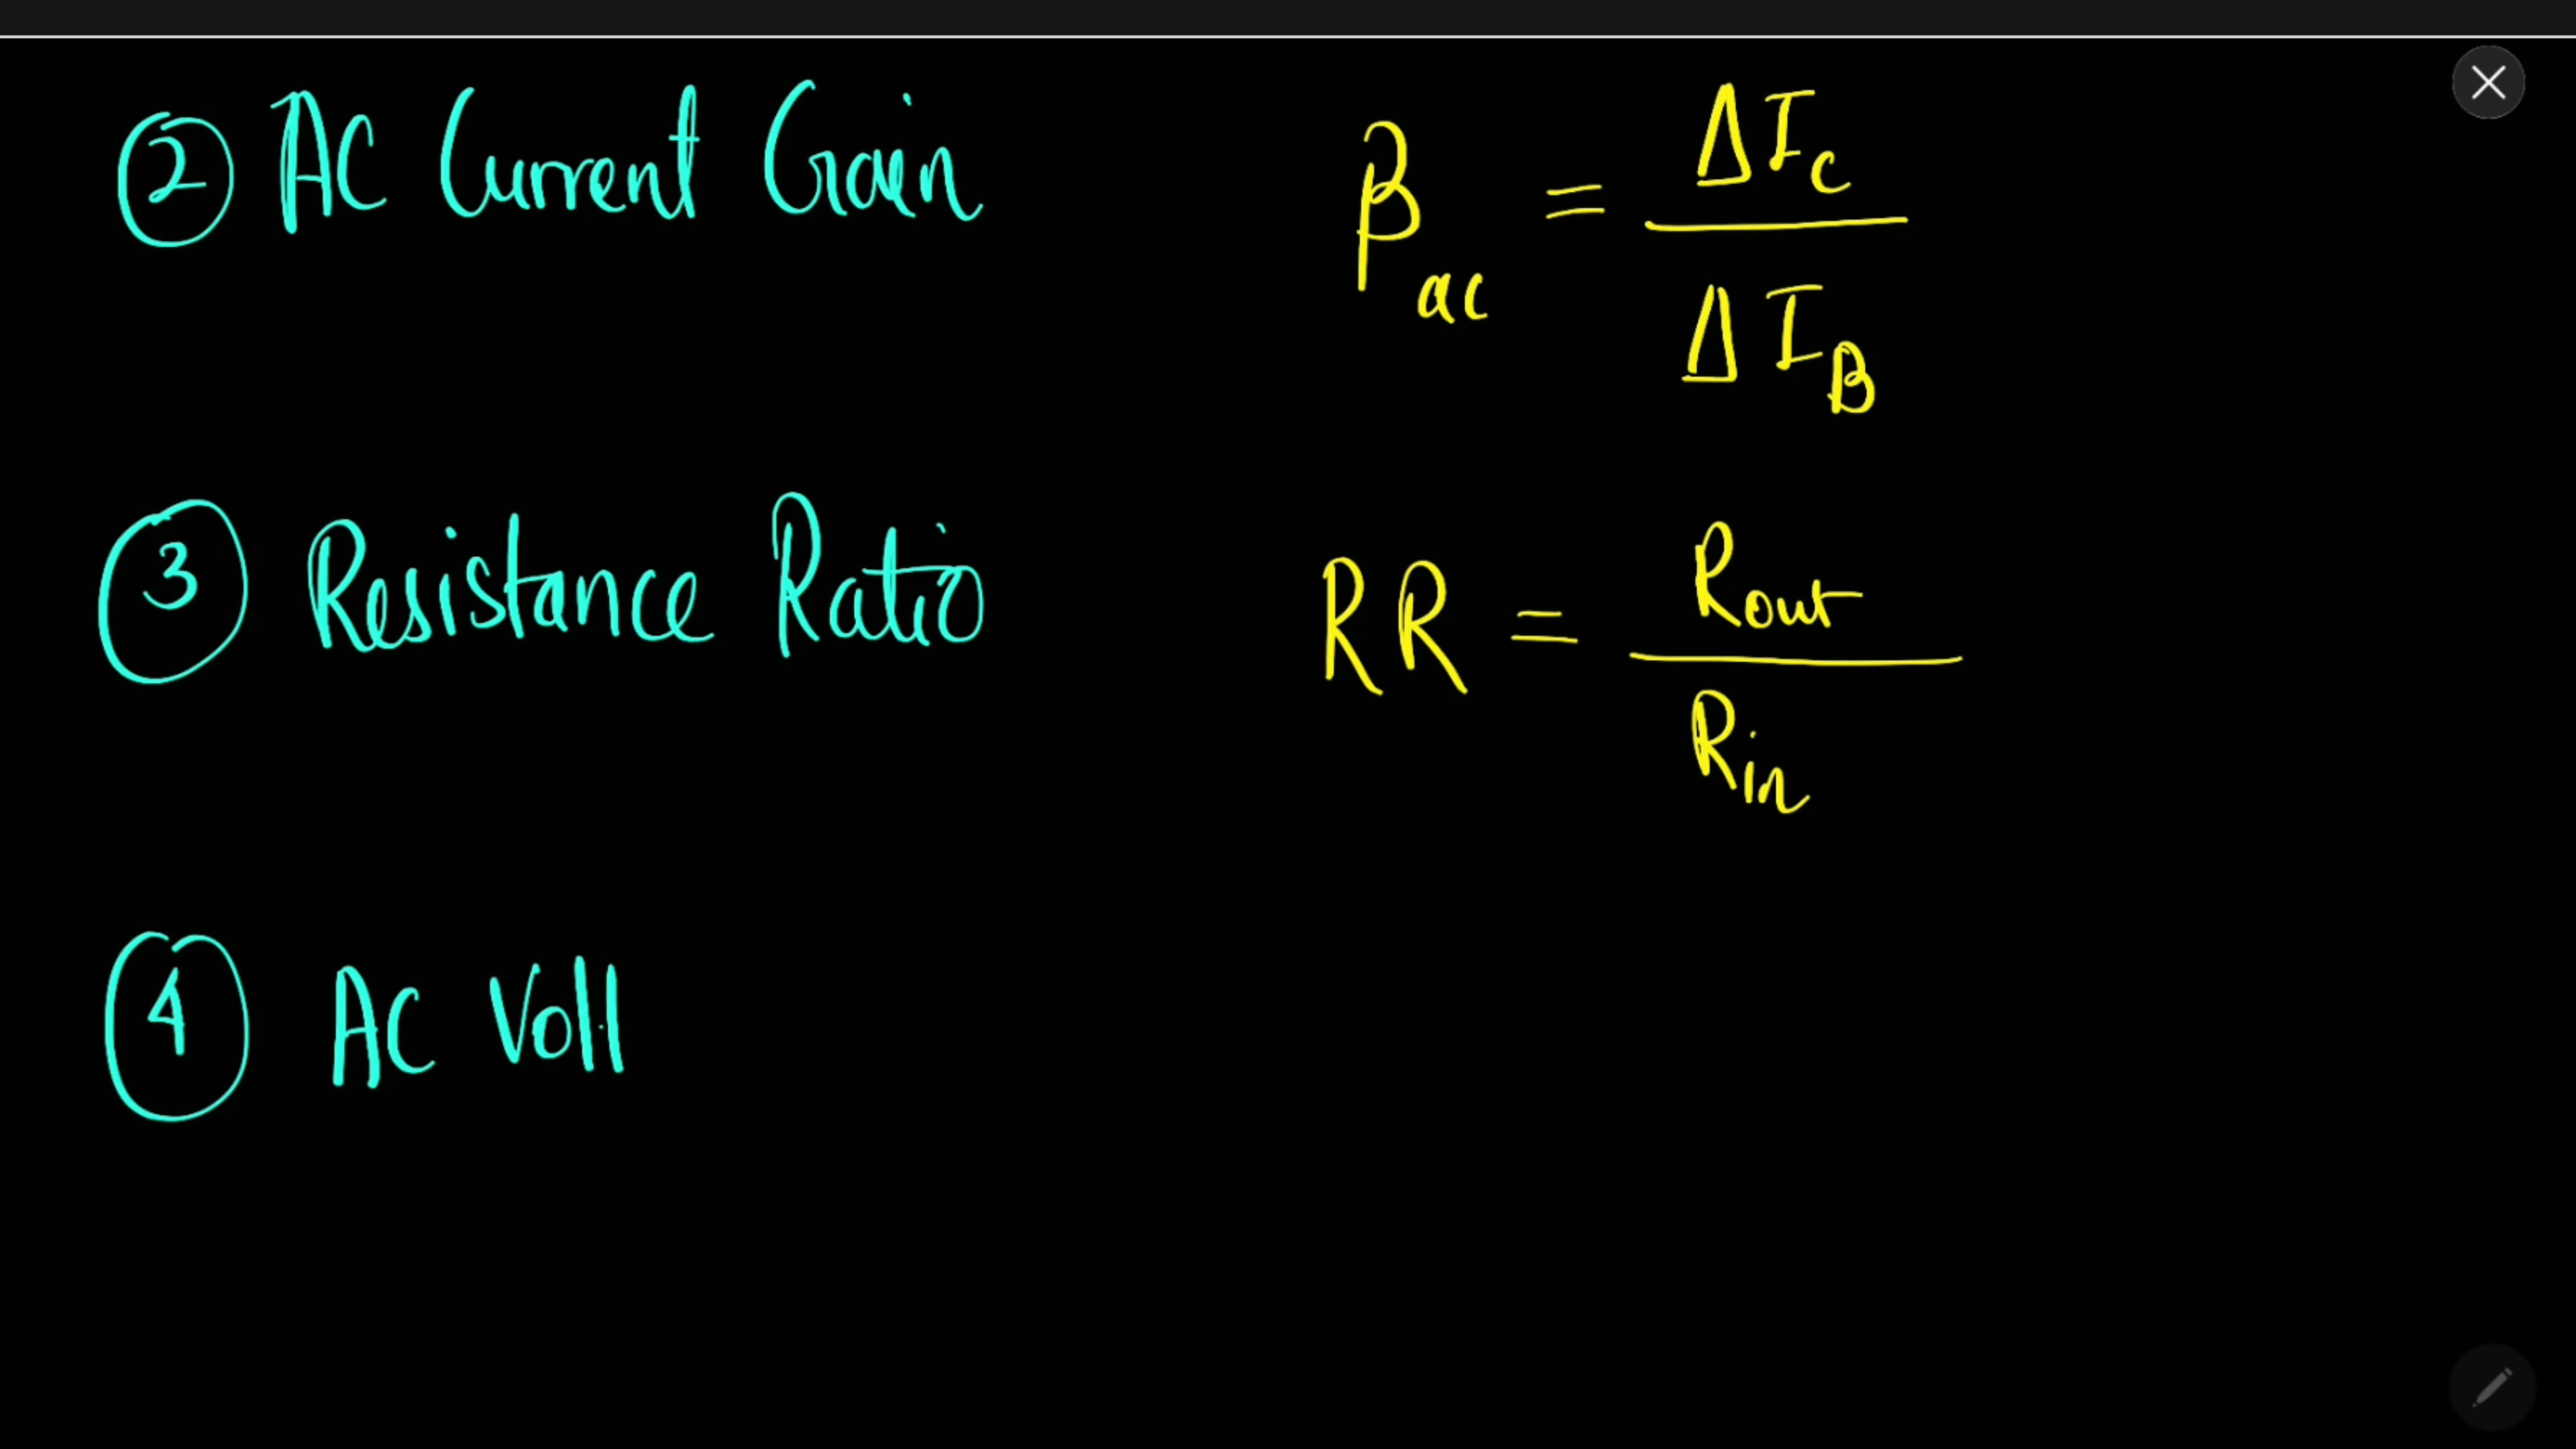 ② AC Current Gain β_ac = ΔI_C / ΔI_B
③ Resistance Ratio RR = R_out / R_in
④ AC Voll